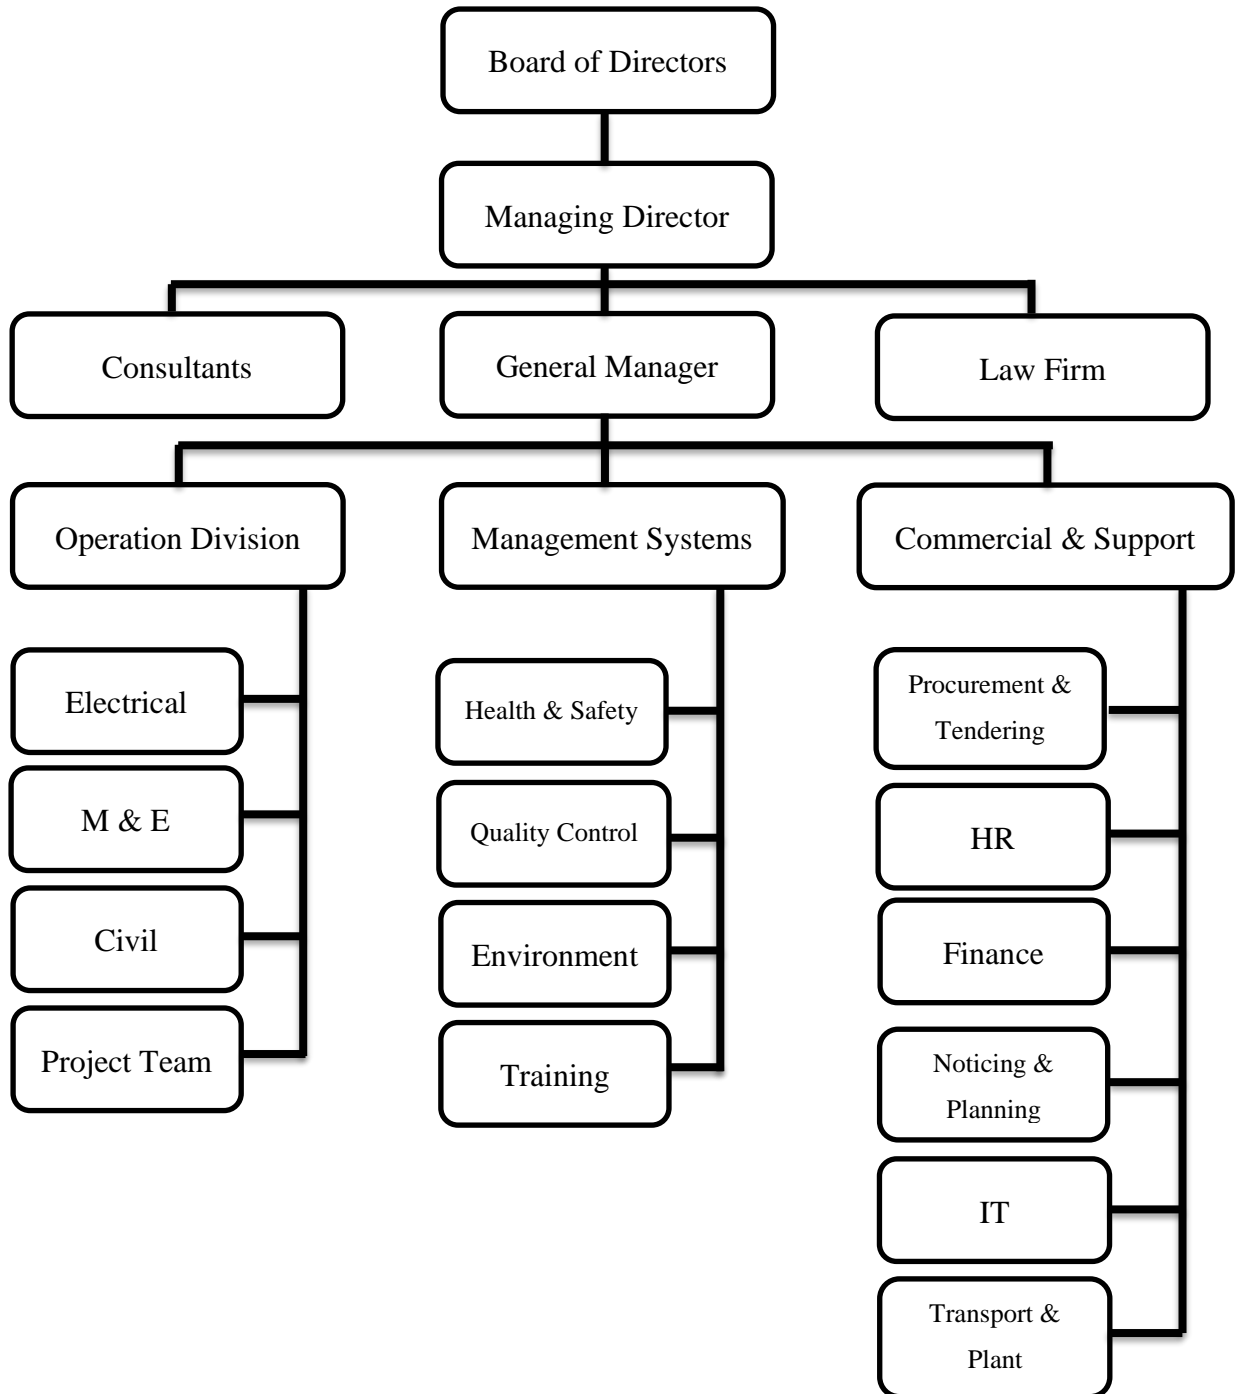 Board of Directors
Managing Director
Consultants
General Manager
Law Firm
Operation Division
Management Systems
Commercial & Support
Electrical
M & E
Civil
Project Team
Health & Safety
Quality Control
Environment
Training
Procurement &
Tendering
HR
Finance
Noticing &
Planning
IT
Transport &
Plant